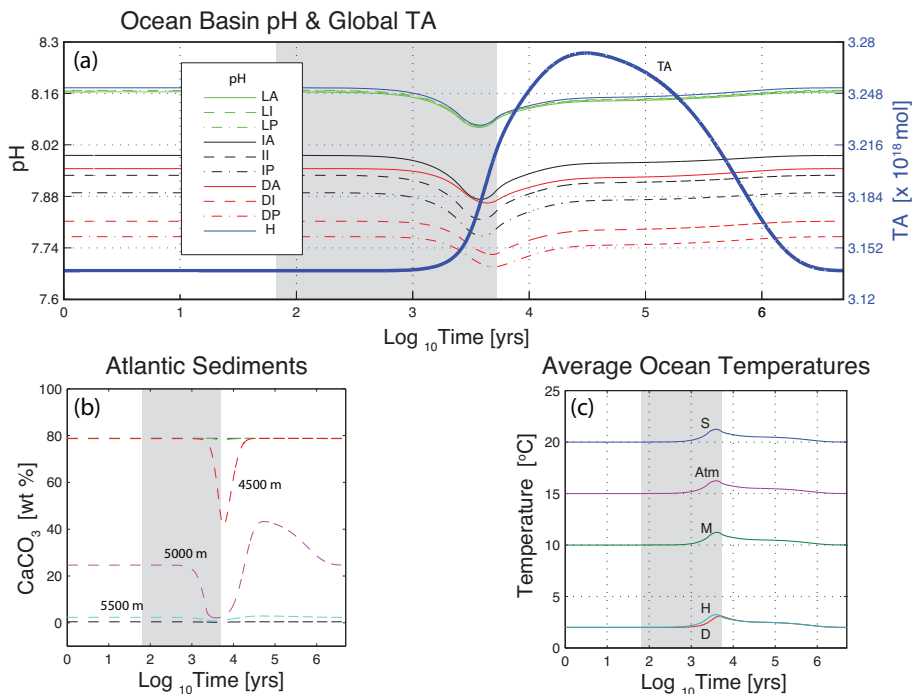 Ocean Basin pH & Global TA
(a)
8.3
8.16
8.02
7.88
7.74
7.6
pH
pH
LA
LI
LP
IA
II
IP
DA
DI
DP
H
TA
3.28
3.248
3.216
3.184
3.152
3.12
TA [x 10^18 mol]
0 1 2 3 4 5 6
Log 10 Time [yrs]
Atlantic Sediments
(b)
100
80
60
40
20
0
CaCO3 [wt %]
4500 m
5000 m
5500 m
0 1 2 3 4 5 6
Log 10 Time [yrs]
Average Ocean Temperatures
(c)
25
20
15
10
5
0
Temperature [°C]
S
Atm
M
H
D
0 1 2 3 4 5 6
Log 10 Time [yrs]